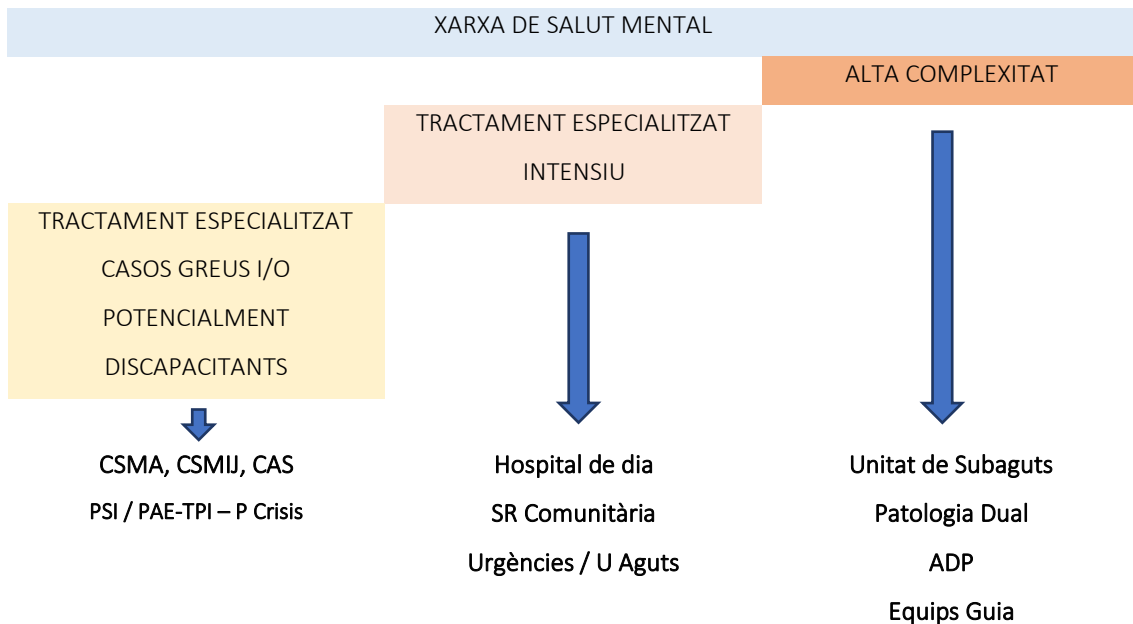 XARXA DE SALUT MENTAL
ALTA COMPLEXITAT
TRACTAMENT ESPECIALITZAT
INTENSIU
TRACTAMENT ESPECIALITZAT
CASOS GREUS I/O
POTENCIALMENT
DISCAPACITANTS
CSMA, CSMIJ, CAS
PSI / PAE-TPI – P Crisis
Hospital de dia
SR Comunitària
Urgències / U Aguts
Unitat de Subaguts
Patologia Dual
ADP
Equips Guia